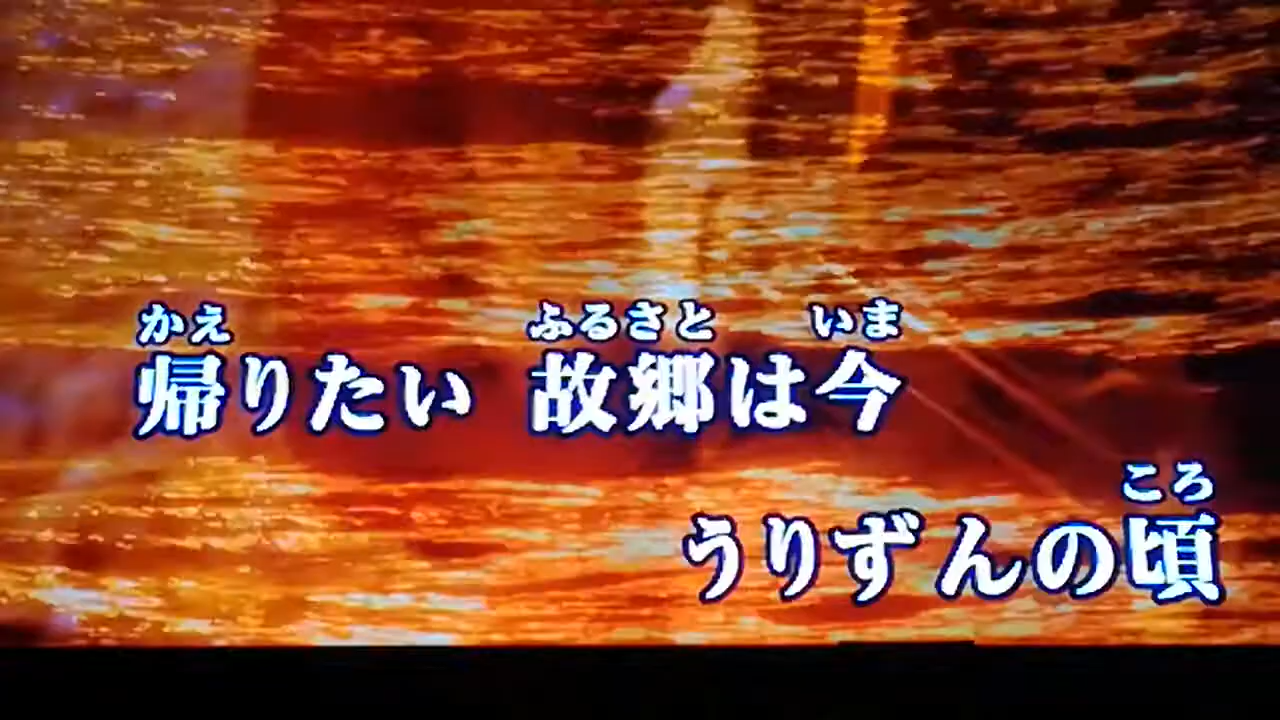 かえ ふるさと いま
帰りたい 故郷は今
ころ
うりずんの頃